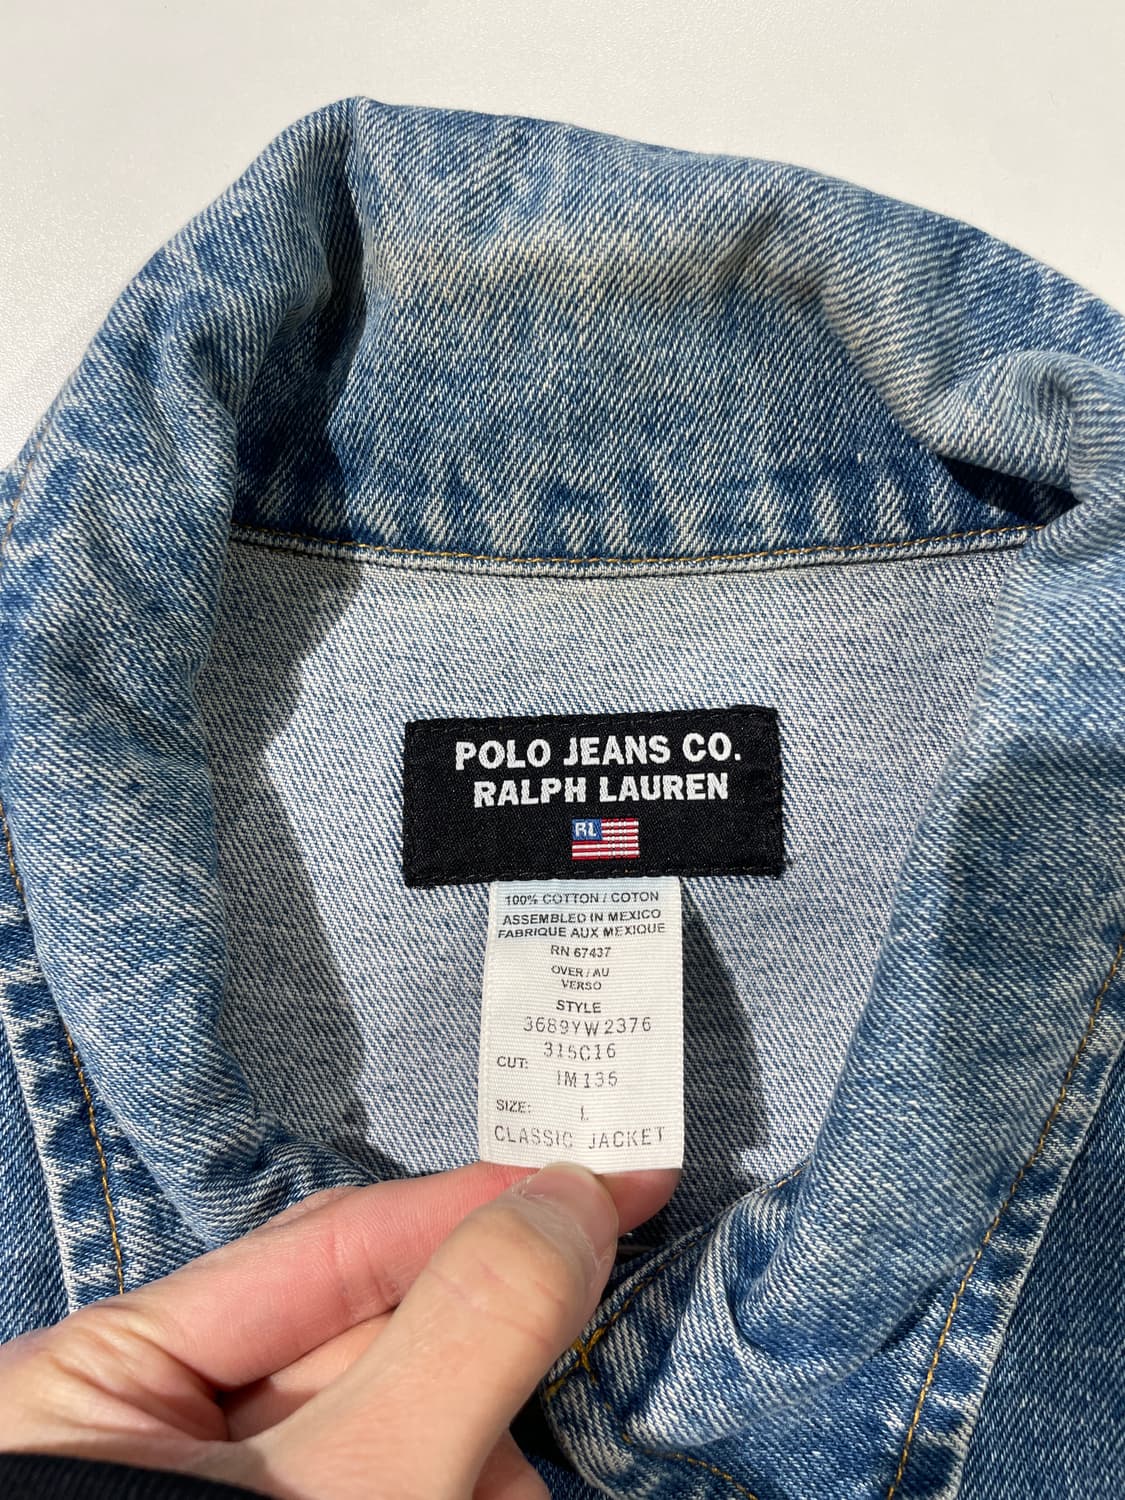 POLO JEANS CO.
RALPH LAUREN
RL
100% COTTON / COTON
ASSEMBLED IN MEXICO
FABRIQUE AUX MEXIQUE
RN 67437
OVER / AU
VERSO
STYLE
3689YW2376
315C16
CUT:
1M135
SIZE: L
CLASSIC JACKET